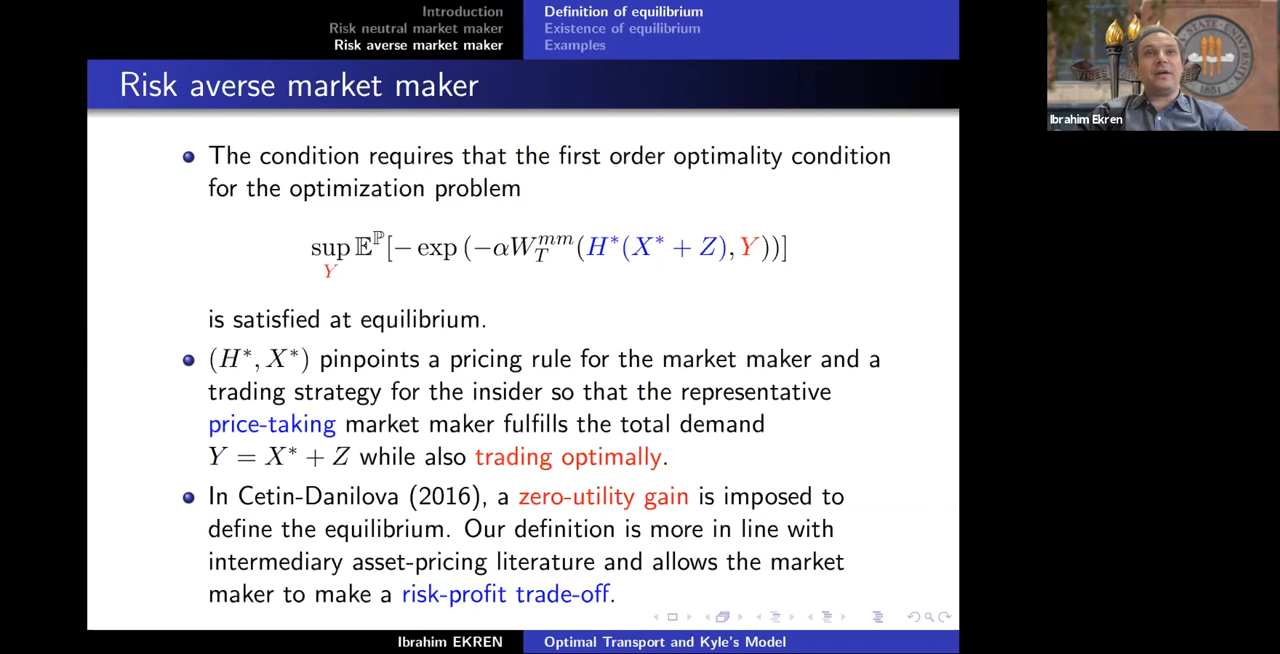 Introduction
Risk neutral market maker
Risk averse market maker
Definition of equilibrium
Existence of equilibrium
Examples
Risk averse market maker
The condition requires that the first order optimality condition
for the optimization problem
sup_Y 𝔼^ℙ[− exp (−αW_T^{mm}(H*(X* + Z), Y))]
is satisfied at equilibrium.
(H*, X*) pinpoints a pricing rule for the market maker and a
trading strategy for the insider so that the representative
price-taking market maker fulfills the total demand
Y = X* + Z while also trading optimally.
In Cetin-Danilova (2016), a zero-utility gain is imposed to
define the equilibrium. Our definition is more in line with
intermediary asset-pricing literature and allows the market
maker to make a risk-profit trade-off.
Ibrahim EKREN
Optimal Transport and Kyle's Model
Ibrahim Ekren
1851